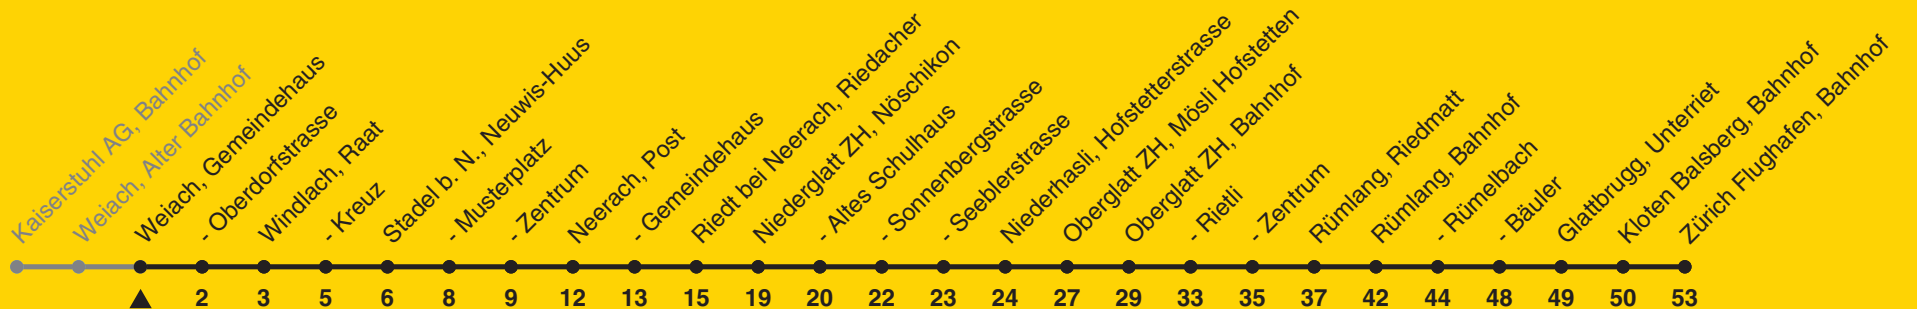 Kaiserstuhl AG, Bahnhof
Weiach, Alter Bahnhof
Weiach, Gemeindehaus
- Oberdorfstrasse
Windlach, Raat
- Kreuz
Stadel b. N., Neuwis-Huus
- Musterplatz
- Zentrum
Neerach, Post
- Gemeindehaus
Riedt bei Neerach, Riedacher
Niederglatt ZH, Nöschikon
- Altes Schulhaus
- Sonnenbergstrasse
- Seeblerstrasse
Niederhasli, Hofstetterstrasse
Oberglatt ZH, Mösli Hofstetten
Oberglatt ZH, Bahnhof
- Rietli
- Zentrum
Rümlang, Riedmatt
Rümlang, Bahnhof
- Rümelbach
- Bäuler
Glattbrugg, Unterriet
Kloten Balsberg, Bahnhof
Zürich Flughafen, Bahnhof
2 3 5 6 8 9 12 13 15 19 20 22 23 24 27 29 33 35 37 42 44 48 49 50 53